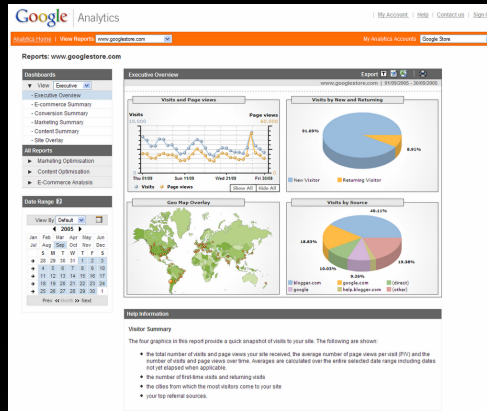 Google Analytics
My Account | Help | Contact us | Sign
Analytics Home | View Reports www.googlestore.com
My Analytics Accounts Google Store
Reports: www.googlestore.com
Dashboards
View Executive
- Executive Overview
- E-commerce Summary
- Conversion Summary
- Marketing Summary
- Content Summary
- Site Overlay
All Reports
Marketing Optimisation
Content Optimisation
E-Commerce Analysis
Date Range
View By Default
2005
Jan Feb Mar Apr May Jun
Jul Aug Sep Oct Nov Dec
S M T W T F S
28 29 30 31 1 2 3
4 5 6 7 8 9 10
11 12 13 14 15 16 17
18 19 20 21 22 23 24
25 26 27 28 29 30 1
Prev << Month >> Next
Executive Overview
Export
www.googlestore.com | 01/09/2005 - 30/09/2005
Visits and Page views
Visits
Page views
10,000
60,000
0
0
Thu 01/09 Sun 11/09 Wed 21/09 Fri 30/09
Visits Page views
Show All Hide All
Visits by New and Returning
91.09%
8.91%
New Visitor Returning Visitor
Geo Map Overlay
Visits by Source
40.11%
18.83%
10.03%
9.26%
19.38%
blogger.com google.com (direct)
google help.blogger.com (other)
Help Information
Visitor Summary
The four graphics in this report provide a quick snapshot of visits to your site. The following are shown:
the total number of visits and page views your site received, the average number of page views per visit (P/V) and the
number of visits and page views over time. Averages are calculated over the entire selected date range including dates
not yet elapsed when applicable.
the number of first-time visits and returning visits
the cities from which the most visitors come to your site
your top referral sources.